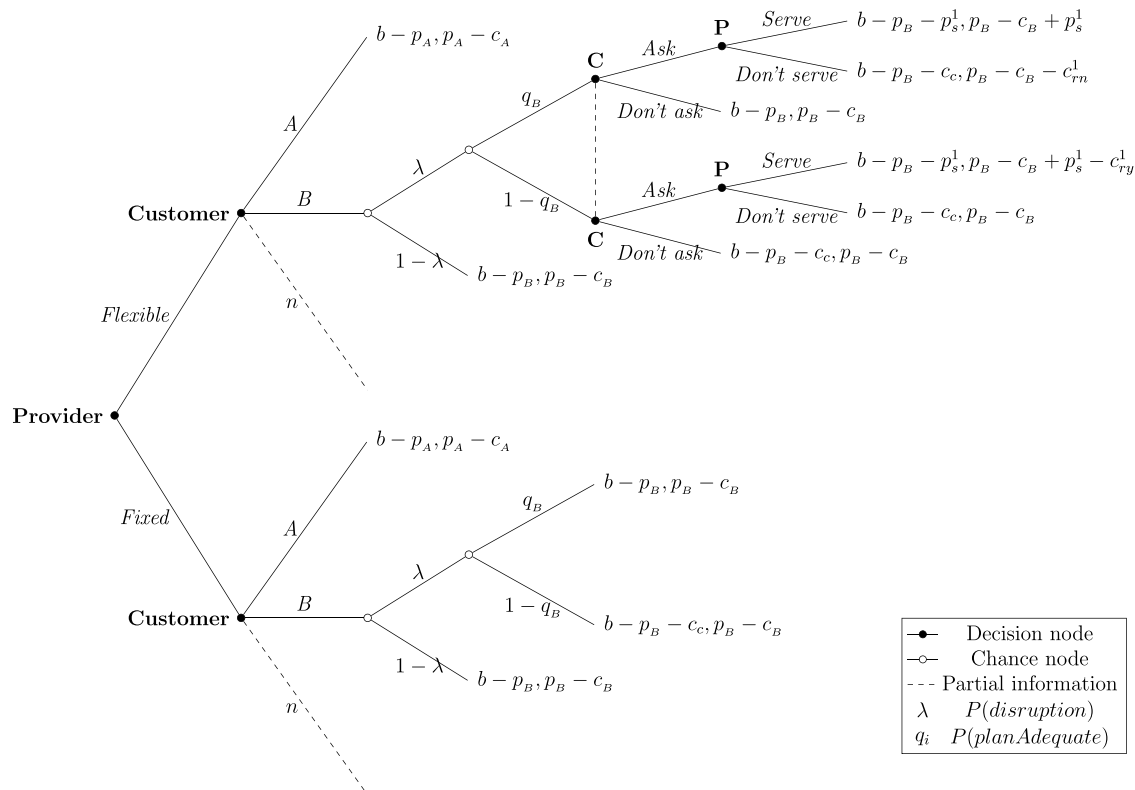 Serve
b − p_B − p_s^1, p_B − c_B + p_s^1
P
b − p_A, p_A − c_A
Ask
C
Don't serve
b − p_B − c_c, p_B − c_B − c_rn^1
q_B
Don't ask
b − p_B, p_B − c_B
A
λ
Serve
b − p_B − p_s^1, p_B − c_B + p_s^1 − c_ry^1
P
Ask
B
1 − q_B
Customer
Don't serve
b − p_B − c_c, p_B − c_B
C
Don't ask
b − p_B − c_c, p_B − c_B
1 − λ
b − p_B, p_B − c_B
n
Flexible
Provider
b − p_A, p_A − c_A
b − p_B, p_B − c_B
q_B
Fixed
A
λ
B
1 − q_B
Customer
b − p_B − c_c, p_B − c_B
1 − λ
b − p_B, p_B − c_B
n
Decision node
Chance node
Partial information
λ P(disruption)
q_i P(planAdequate)